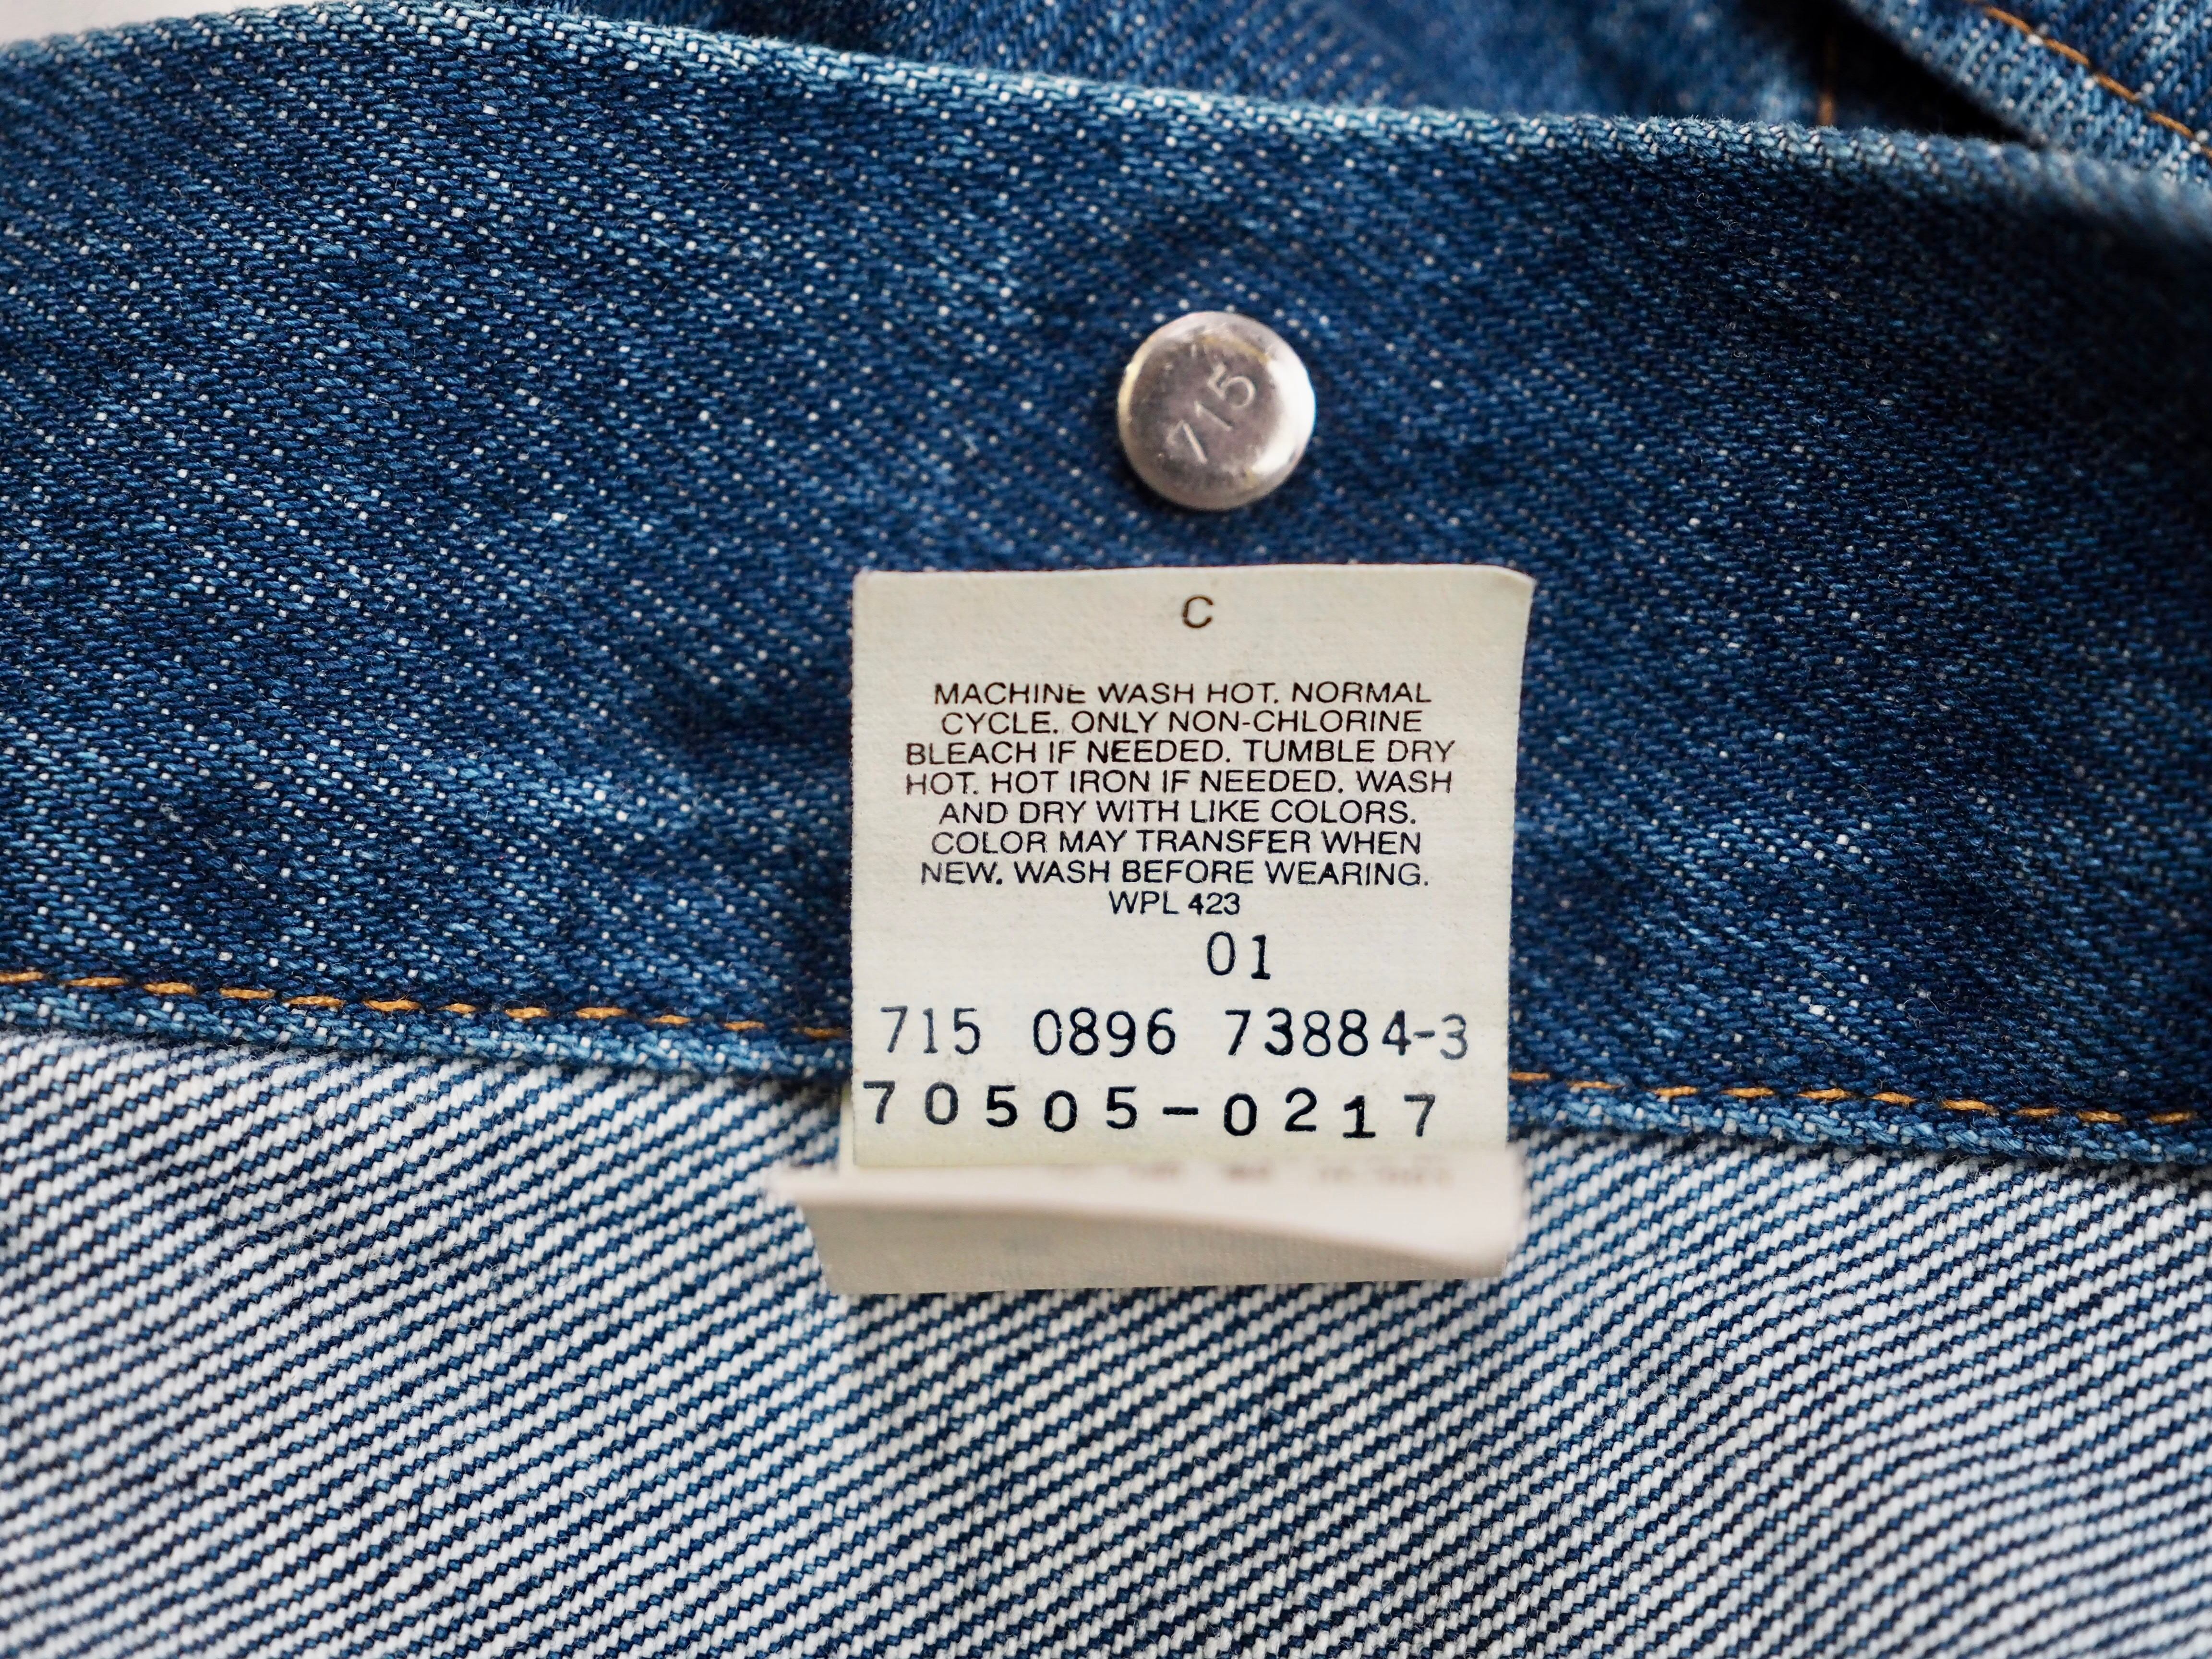 715
C
MACHINE WASH HOT. NORMAL
CYCLE. ONLY NON-CHLORINE
BLEACH IF NEEDED. TUMBLE DRY
HOT. HOT IRON IF NEEDED. WASH
AND DRY WITH LIKE COLORS.
COLOR MAY TRANSFER WHEN
NEW. WASH BEFORE WEARING.
WPL 423
01
715 0896 73884-3
70505-0217